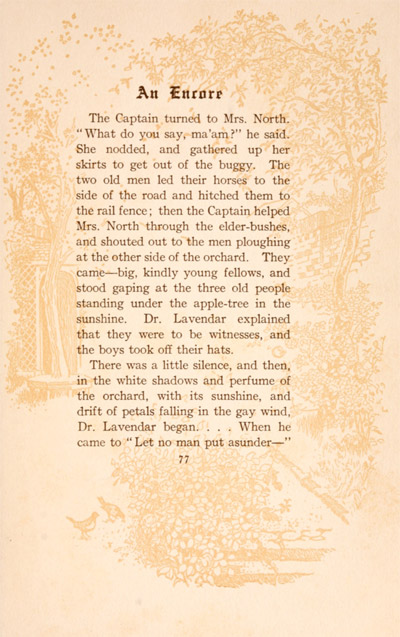 An Encore
The Captain turned to Mrs. North.
“What do you say, ma'am?” he said.
She nodded, and gathered up her
skirts to get out of the buggy. The
two old men led their horses to the
side of the road and hitched them to
the rail fence; then the Captain helped
Mrs. North through the elder-bushes,
and shouted out to the men ploughing
at the other side of the orchard. They
came—big, kindly young fellows, and
stood gaping at the three old people
standing under the apple-tree in the
sunshine. Dr. Lavendar explained
that they were to be witnesses, and
the boys took off their hats.
There was a little silence, and then,
in the white shadows and perfume of
the orchard, with its sunshine, and
drift of petals falling in the gay wind,
Dr. Lavendar began. . . . When he
came to “Let no man put asunder—”
77